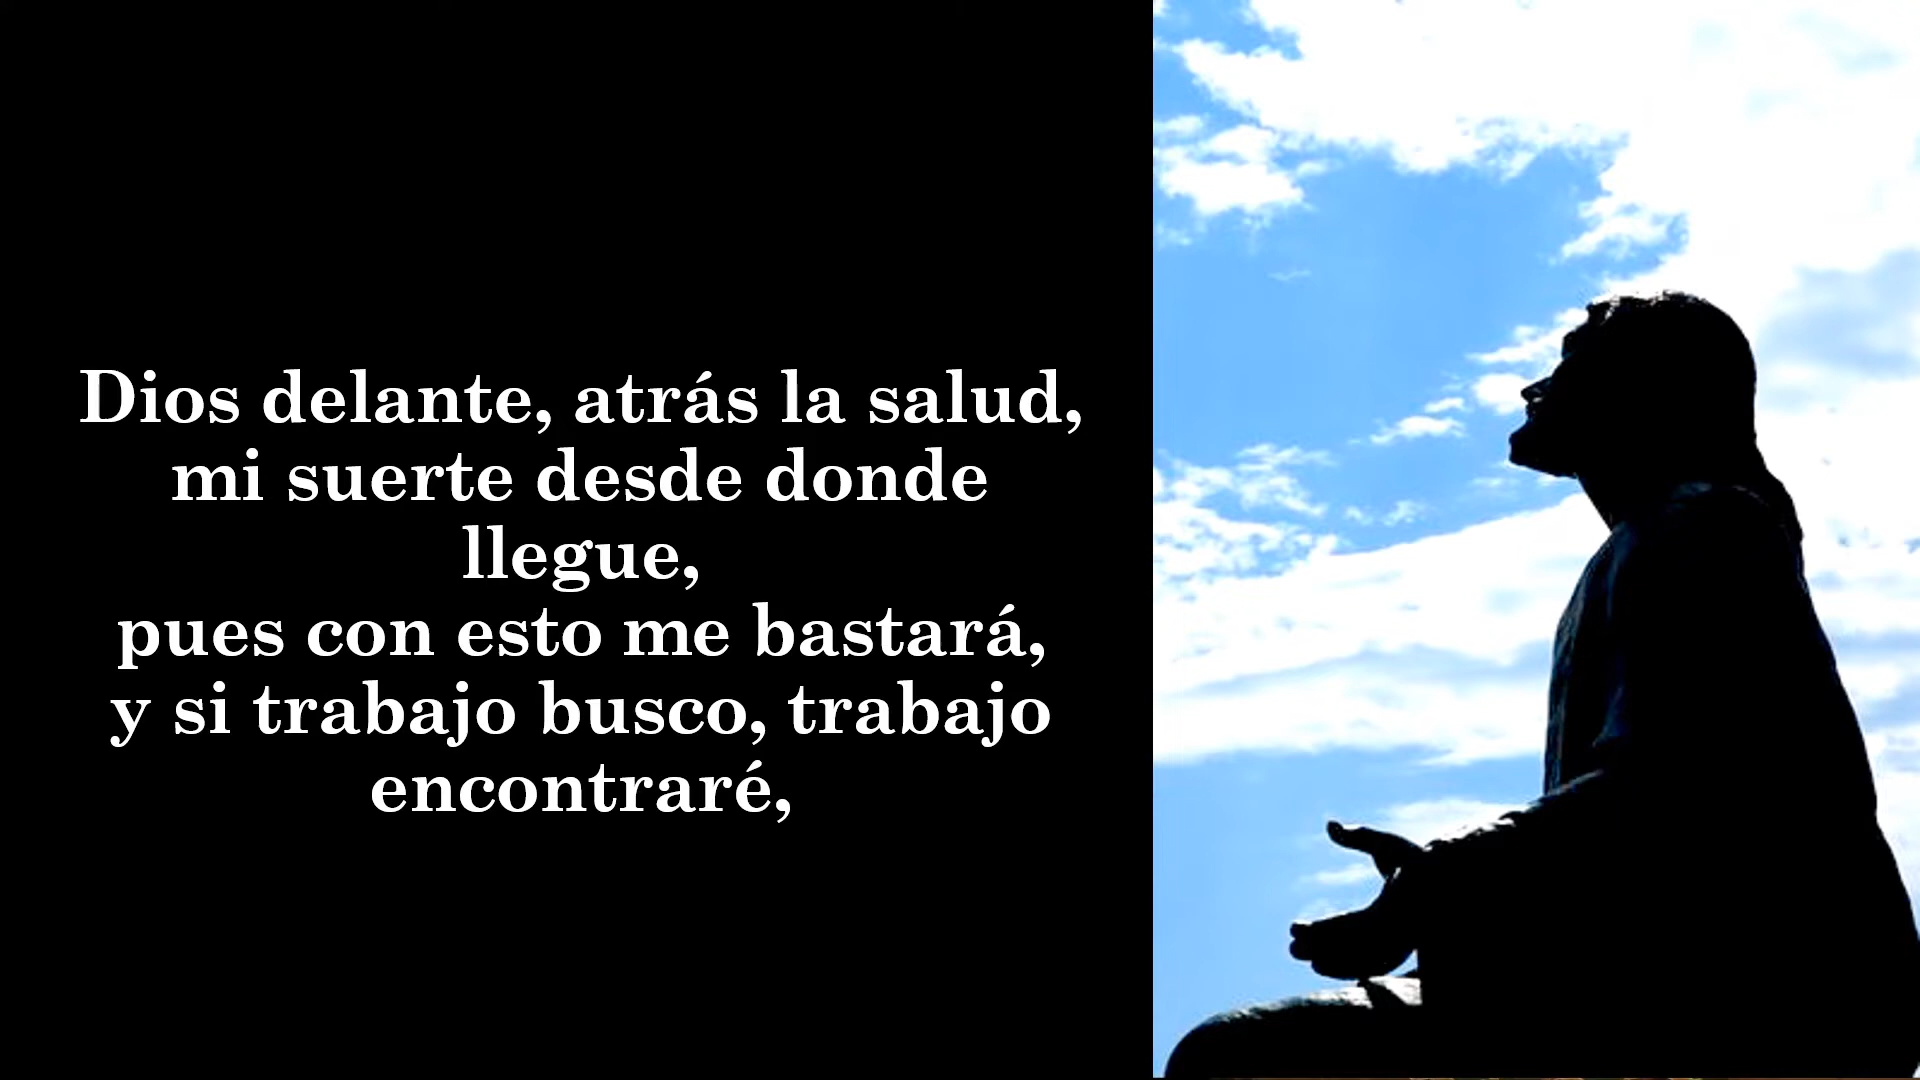 Dios delante, atrás la salud,
mi suerte desde donde
llegue,
pues con esto me bastará,
y si trabajo busco, trabajo
encontraré,